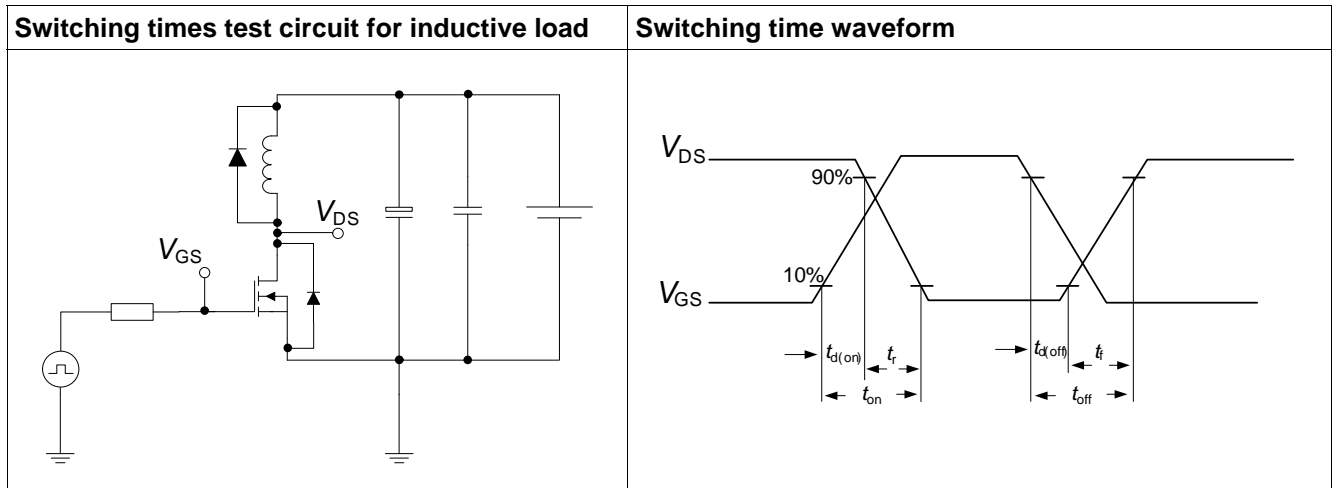 Switching times test circuit for inductive load
Switching time waveform
VDS
VGS
VDS
90%
10%
VGS
td(on)
tr
td(off)
tf
ton
toff